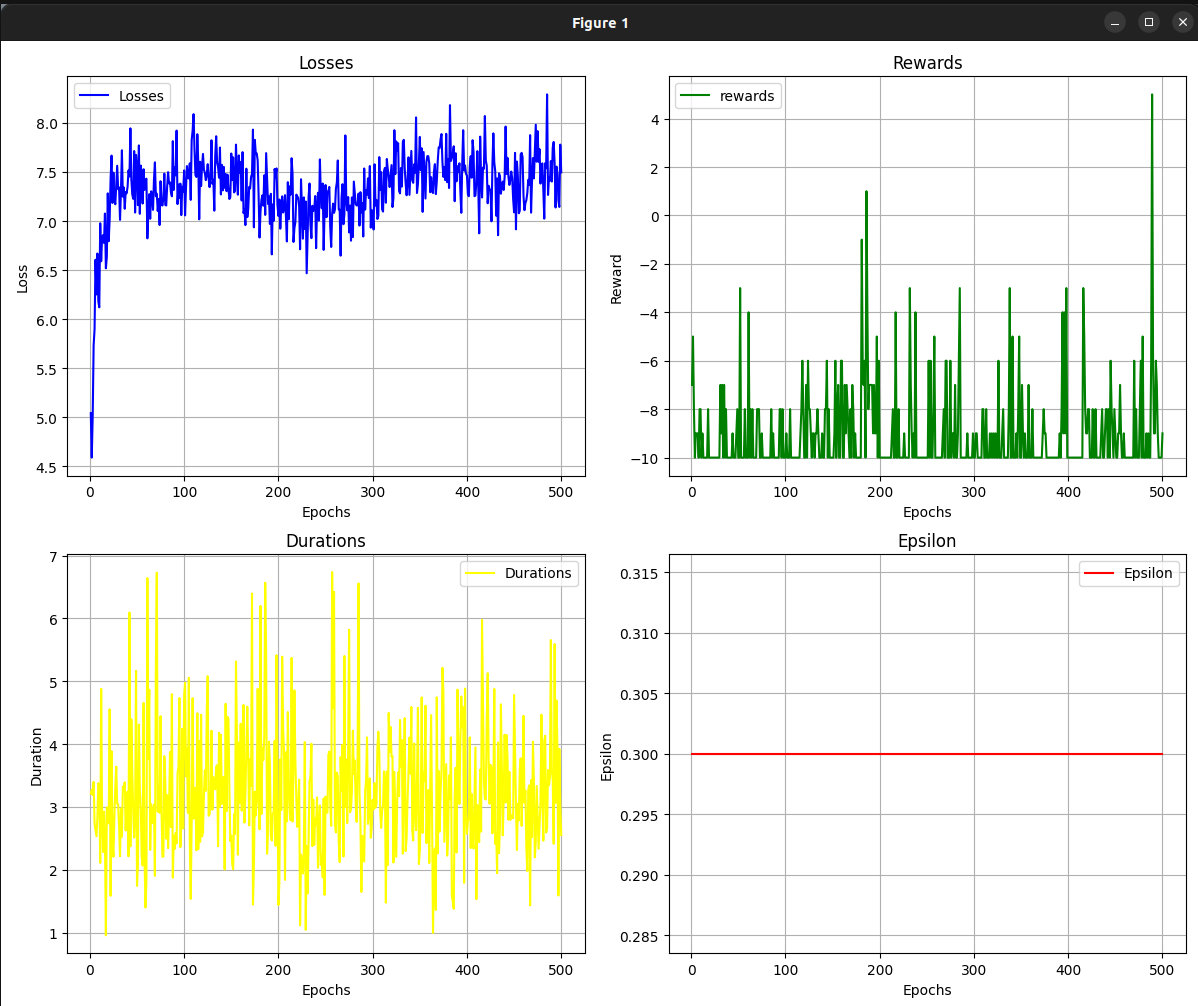 Figure 1
Losses
Losses
8.0
7.5
7.0
6.5
6.0
5.5
5.0
4.5
Loss
0 100 200 300 400 500
Epochs
Rewards
rewards
4
2
0
−2
−4
−6
−8
−10
Reward
0 100 200 300 400 500
Epochs
Durations
Durations
7
6
5
4
3
2
1
Duration
0 100 200 300 400 500
Epochs
Epsilon
Epsilon
0.315
0.310
0.305
0.300
0.295
0.290
0.285
Epsilon
0 100 200 300 400 500
Epochs